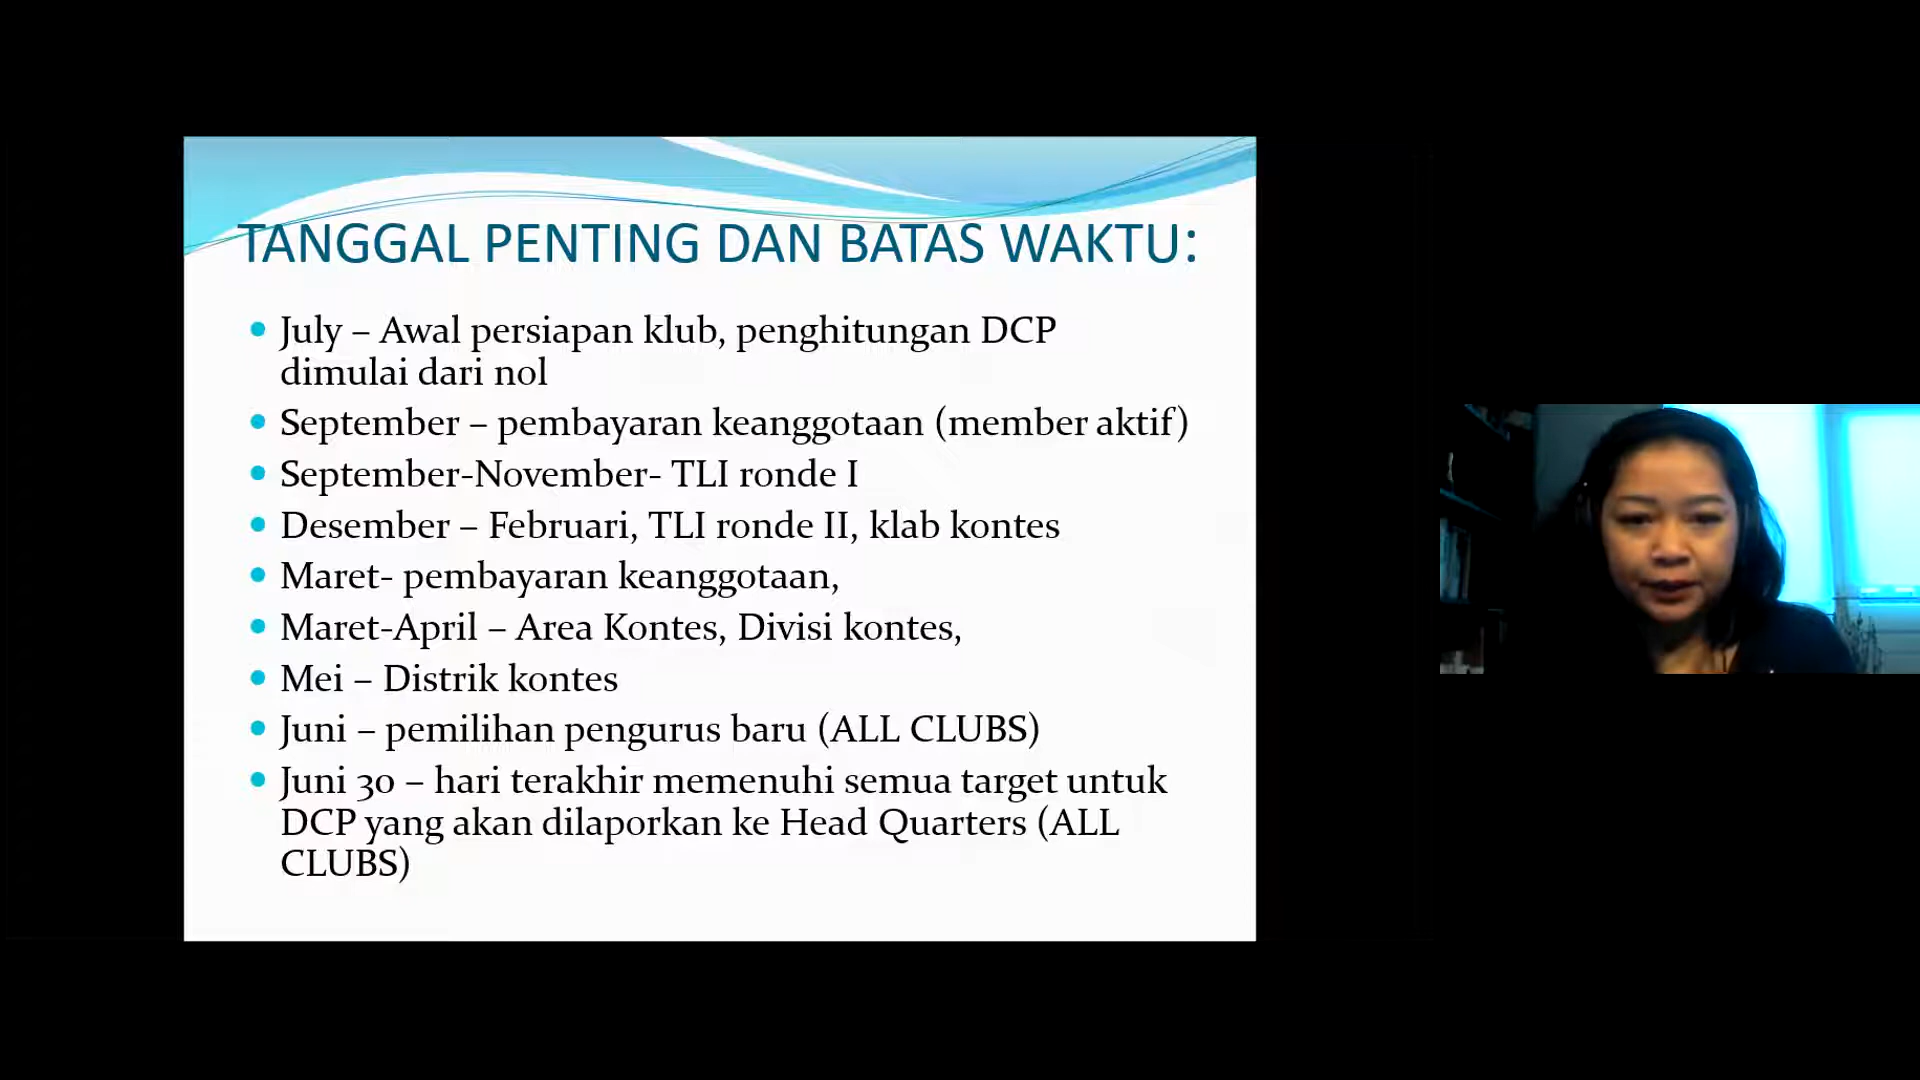 TANGGAL PENTING DAN BATAS WAKTU:
• July – Awal persiapan klub, penghitungan DCP
dimulai dari nol
• September – pembayaran keanggotaan (member aktif)
• September-November- TLI ronde I
• Desember – Februari, TLI ronde II, klab kontes
• Maret- pembayaran keanggotaan,
• Maret-April – Area Kontes, Divisi kontes,
• Mei – Distrik kontes
• Juni – pemilihan pengurus baru (ALL CLUBS)
• Juni 30 – hari terakhir memenuhi semua target untuk
DCP yang akan dilaporkan ke Head Quarters (ALL
CLUBS)